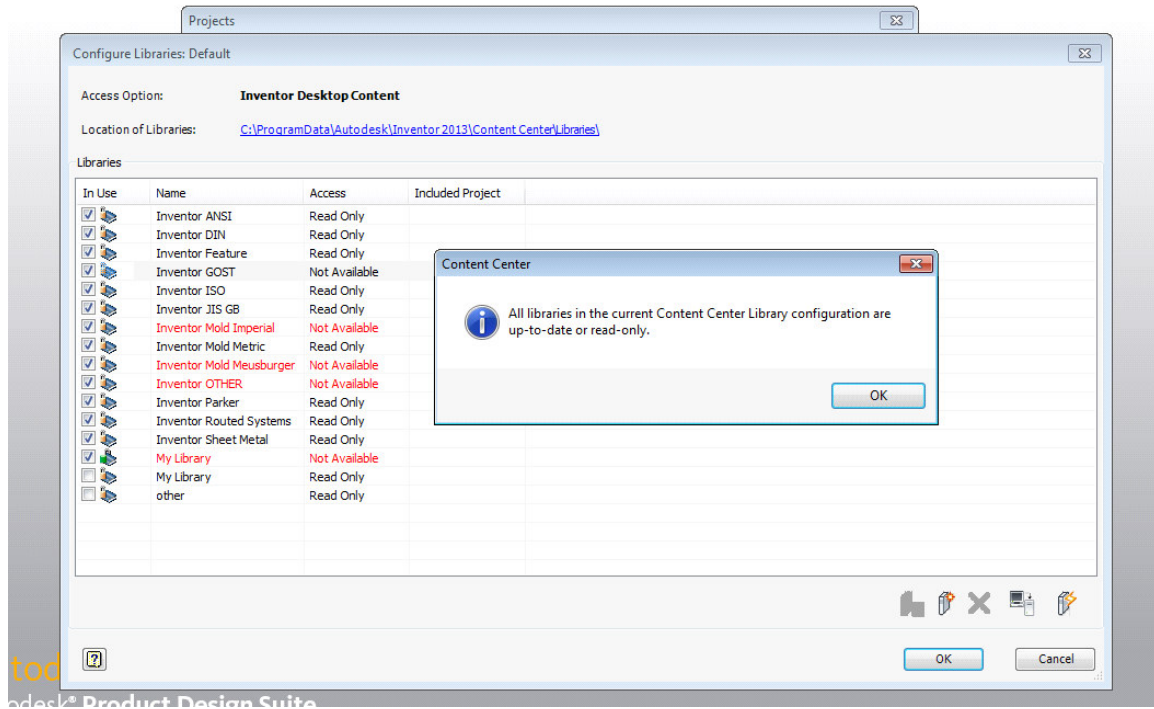 Projects
Configure Libraries: Default
Access Option: Inventor Desktop Content
Location of Libraries: C:\ProgramData\Autodesk\Inventor 2013\Content Center\Libraries\
Libraries
In Use Name Access Included Project
Inventor ANSI Read Only
Inventor DIN Read Only
Inventor Feature Read Only
Inventor GOST Not Available
Inventor ISO Read Only
Inventor JIS GB Read Only
Inventor Mold Imperial Not Available
Inventor Mold Metric Read Only
Inventor Mold Meusburger Not Available
Inventor OTHER Not Available
Inventor Parker Read Only
Inventor Routed Systems Read Only
Inventor Sheet Metal Read Only
My Library Not Available
My Library Read Only
other Read Only
Content Center
All libraries in the current Content Center Library configuration are
up-to-date or read-only.
OK
OK Cancel
tod
odesk® Product Design Suite